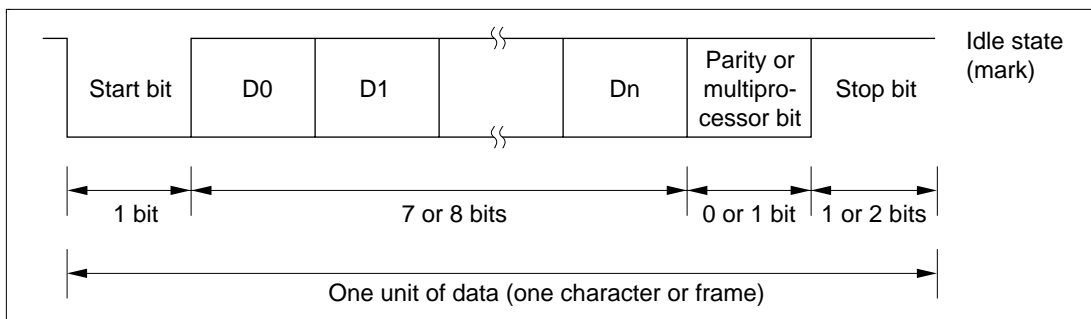 Idle state
(mark)
Start bit
D0
D1
Dn
Parity or
multipro-
cessor bit
Stop bit
1 bit
7 or 8 bits
0 or 1 bit
1 or 2 bits
One unit of data (one character or frame)